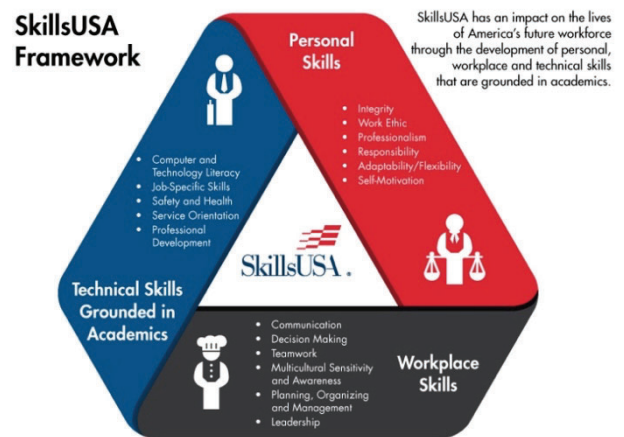 SkillsUSA
Framework
SkillsUSA has an impact on the lives
of America's future workforce
through the development of personal,
workplace and technical skills
that are grounded in academics.
Personal
Skills
• Integrity
• Work Ethic
• Professionalism
• Responsibility
• Adaptability/Flexibility
• Self-Motivation
• Computer and
Technology Literacy
• Job-Specific Skills
• Safety and Health
• Service Orientation
• Professional
Development
SkillsUSA.
Technical Skills
Grounded in
Academics
• Communication
• Decision Making
• Teamwork
• Multicultural Sensitivity
and Awareness
• Planning, Organizing
and Management
• Leadership
Workplace
Skills